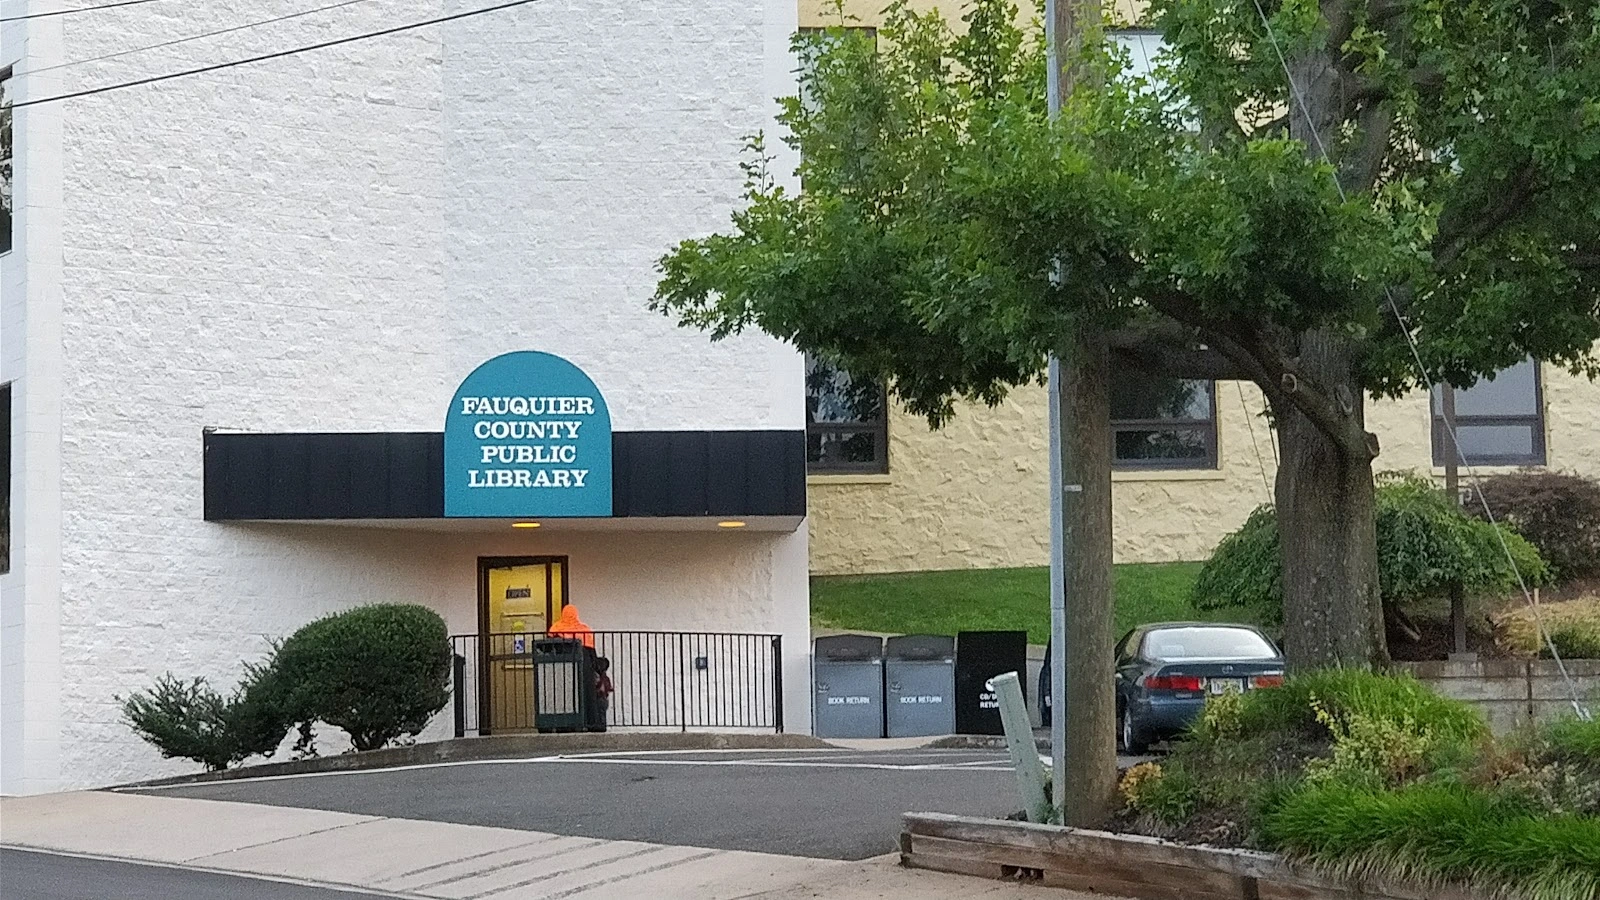 FAUQUIER
COUNTY
PUBLIC
LIBRARY
OPEN
BOOK RETURN
BOOK RETURN